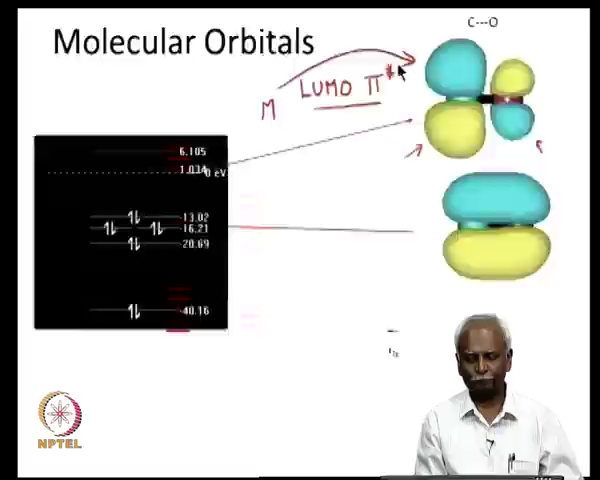 C---O
Molecular Orbitals
LUMO π*
M
6.105
1.034 0 eV
-13.02
-16.21
-20.69
-40.16
NPTEL